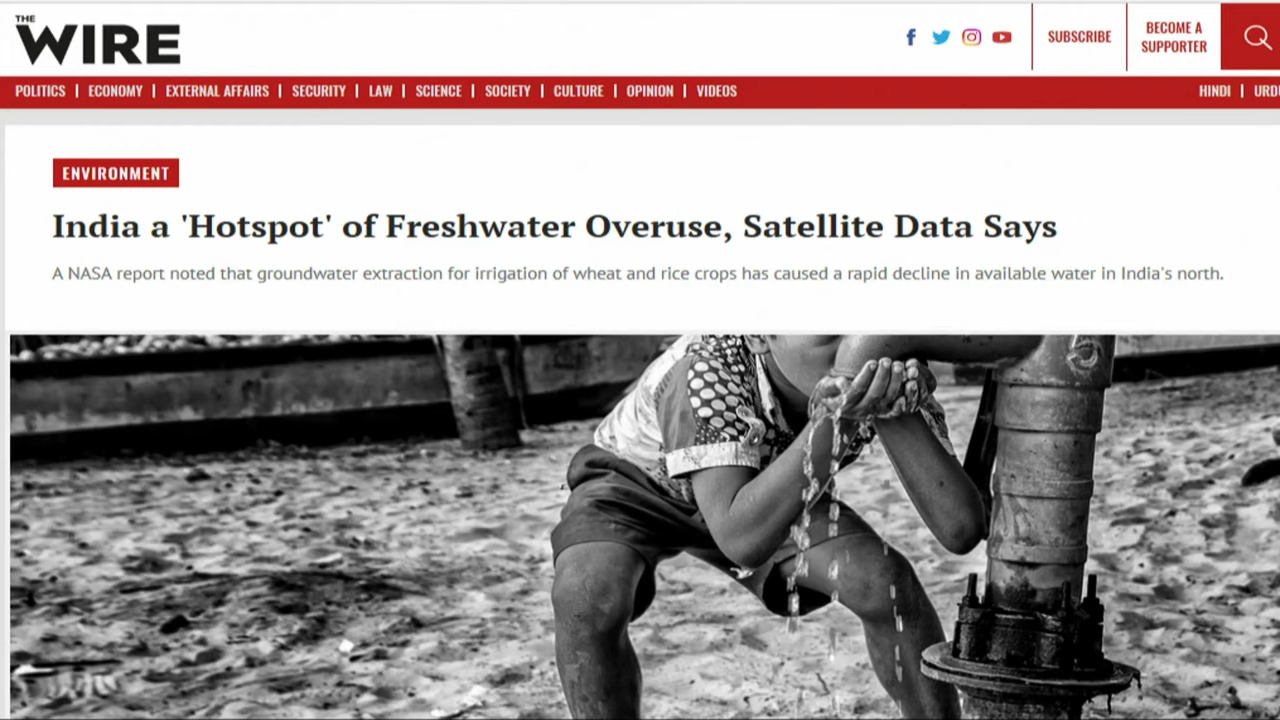 THE
WIRE
SUBSCRIBE
BECOME A
SUPPORTER
POLITICS | ECONOMY | EXTERNAL AFFAIRS | SECURITY | LAW | SCIENCE | SOCIETY | CULTURE | OPINION | VIDEOS
HINDI |
ENVIRONMENT
India a 'Hotspot' of Freshwater Overuse, Satellite Data Says
A NASA report noted that groundwater extraction for irrigation of wheat and rice crops has caused a rapid decline in available water in India's north.
5